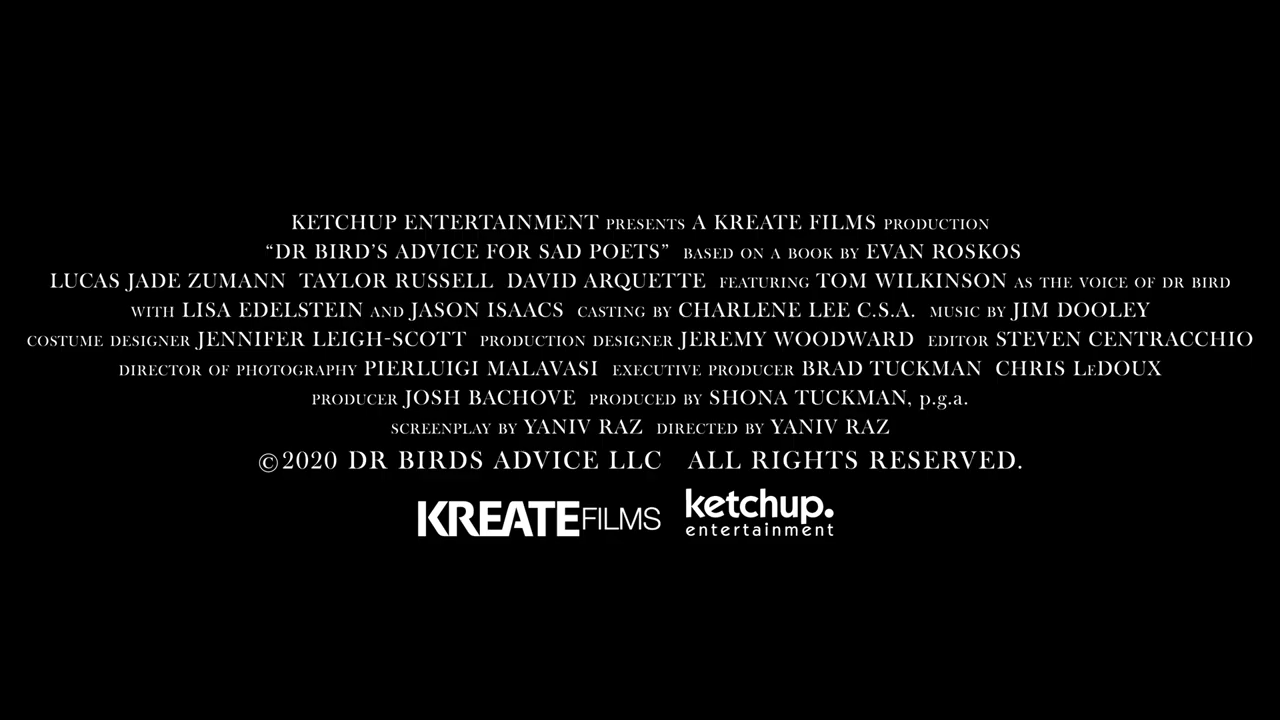 KETCHUP ENTERTAINMENT PRESENTS A KREATE FILMS PRODUCTION
“DR BIRD’S ADVICE FOR SAD POETS” BASED ON A BOOK BY EVAN ROSKOS
LUCAS JADE ZUMANN TAYLOR RUSSELL DAVID ARQUETTE FEATURING TOM WILKINSON AS THE VOICE OF DR BIRD
WITH LISA EDELSTEIN AND JASON ISAACS CASTING BY CHARLENE LEE C.S.A. MUSIC BY JIM DOOLEY
COSTUME DESIGNER JENNIFER LEIGH-SCOTT PRODUCTION DESIGNER JEREMY WOODWARD EDITOR STEVEN CENTRACCHIO
DIRECTOR OF PHOTOGRAPHY PIERLUIGI MALAVASI EXECUTIVE PRODUCER BRAD TUCKMAN CHRIS LeDOUX
PRODUCER JOSH BACHOVE PRODUCED BY SHONA TUCKMAN, p.g.a.
SCREENPLAY BY YANIV RAZ DIRECTED BY YANIV RAZ
©2020 DR BIRDS ADVICE LLC ALL RIGHTS RESERVED.
KREATE FILMS ketchup.
entertainment